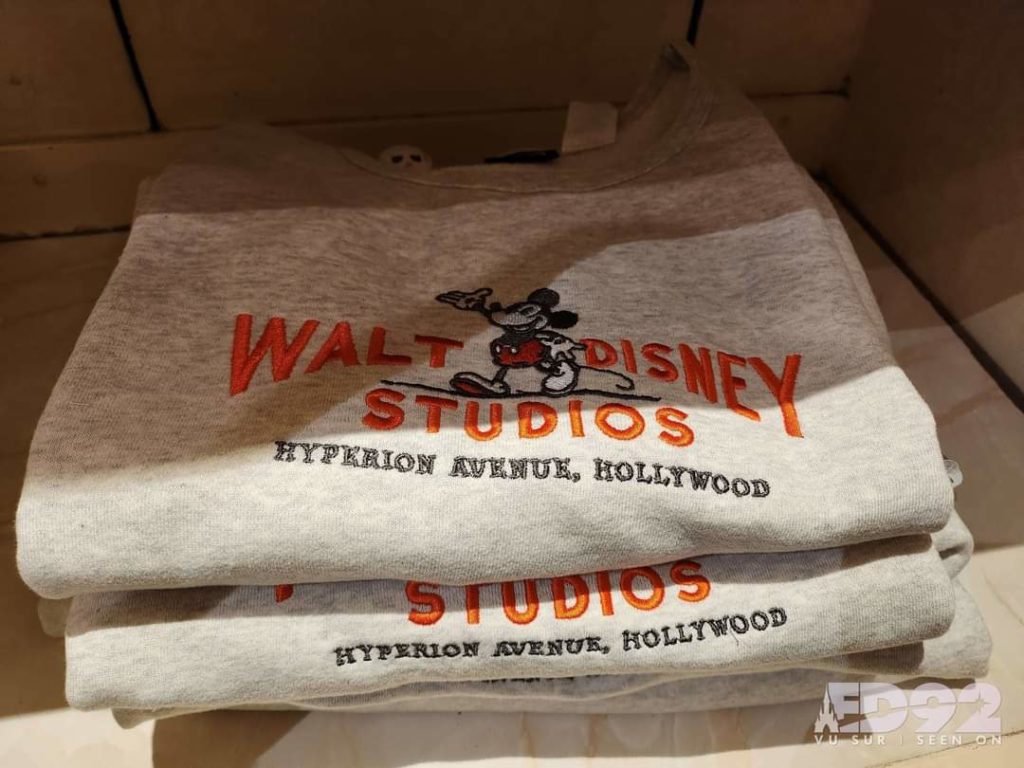 WALT DISNEY
STUDIOS
HYPERION AVENUE, HOLLYWOOD
STUDIOS
HYPERION AVENUE, HOLLYWOOD
ED92
VU SUR | SEEN ON